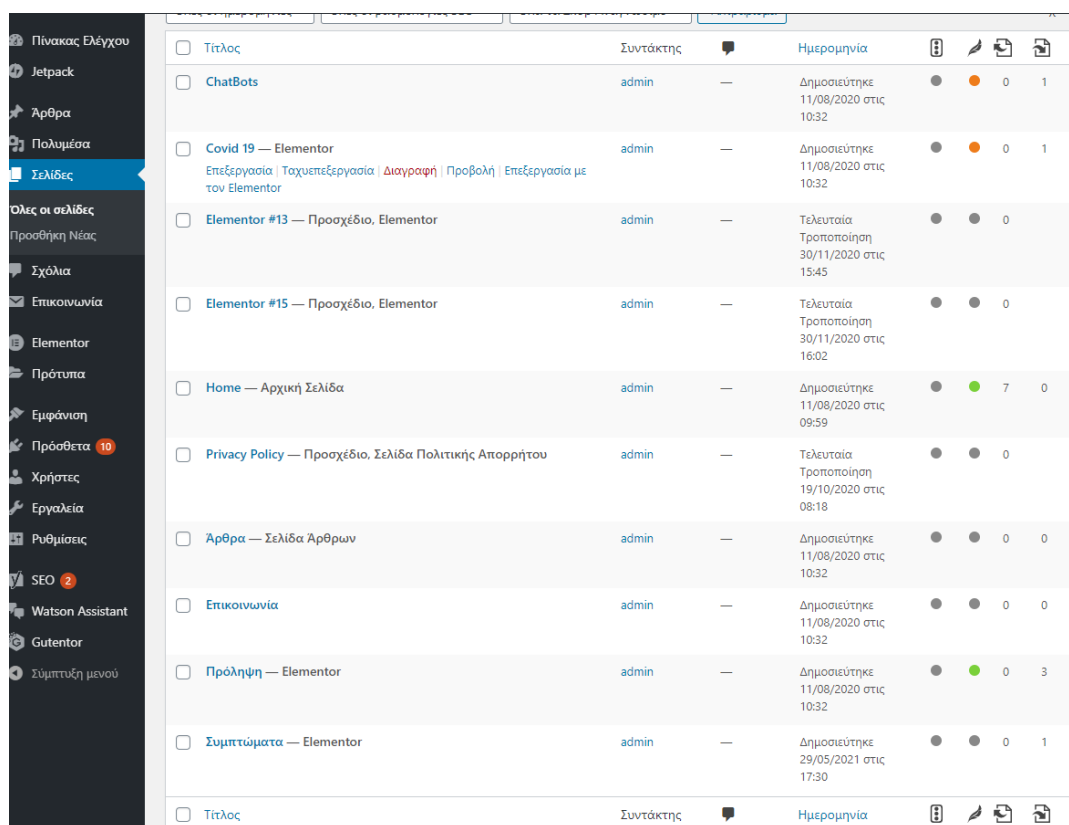 Πίνακας Ελέγχου
Jetpack
Άρθρα
Πολυμέσα
Σελίδες
Όλες οι σελίδες
Προσθήκη Νέας
Σχόλια
Επικοινωνία
Elementor
Πρότυπα
Εμφάνιση
Πρόσθετα 10
Χρήστες
Εργαλεία
Ρυθμίσεις
SEO 2
Watson Assistant
Gutentor
Σύμπτυξη μενού
Τίτλος Συντάκτης Ημερομηνία
ChatBots admin — Δημοσιεύτηκε 0 1
11/08/2020 στις
10:32
Covid 19 — Elementor admin — Δημοσιεύτηκε 0 1
Επεξεργασία | Ταχυεπεξεργασία | Διαγραφή | Προβολή | Επεξεργασία με 11/08/2020 στις
τον Elementor 10:32
Elementor #13 — Προσχέδιο, Elementor admin — Τελευταία 0
Τροποποίηση
30/11/2020 στις
15:45
Elementor #15 — Προσχέδιο, Elementor admin — Τελευταία 0
Τροποποίηση
30/11/2020 στις
16:02
Home — Αρχική Σελίδα admin — Δημοσιεύτηκε 7 0
11/08/2020 στις
09:59
Privacy Policy — Προσχέδιο, Σελίδα Πολιτικής Απορρήτου admin — Τελευταία 0
Τροποποίηση
19/10/2020 στις
08:18
Άρθρα — Σελίδα Άρθρων admin — Δημοσιεύτηκε 0 0
11/08/2020 στις
10:32
Επικοινωνία admin — Δημοσιεύτηκε 0 0
11/08/2020 στις
10:32
Πρόληψη — Elementor admin — Δημοσιεύτηκε 0 3
11/08/2020 στις
10:32
Συμπτώματα — Elementor admin — Δημοσιεύτηκε 0 1
29/05/2021 στις
17:30
Τίτλος Συντάκτης Ημερομηνία